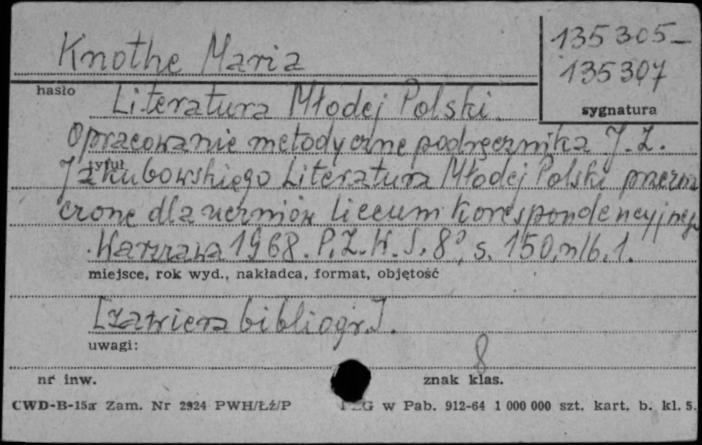 Knothe Maria
135 305-
135307
hasło
sygnatura
Literatura Młodej Polski.
Opracowanie metodyczne podręcznika J. Z.
tytuł
Jakubowskiego Literatura Młodej Polski przezna
czone dla uczniów liceum korespondencyjnego
Warszawa 1968. P.Z.W.S. 8°, s. 150, nlb. 1.
miejsce, rok wyd., nakładca, format, objętość
[zawiera bibliogr.].
uwagi:
8
nr inw.
znak klas.
CWD-B-15a Zam. Nr 2924 PWH/Łź/P
w Pab. 912-64 1 000 000 szt. kart. b. kl. 5.